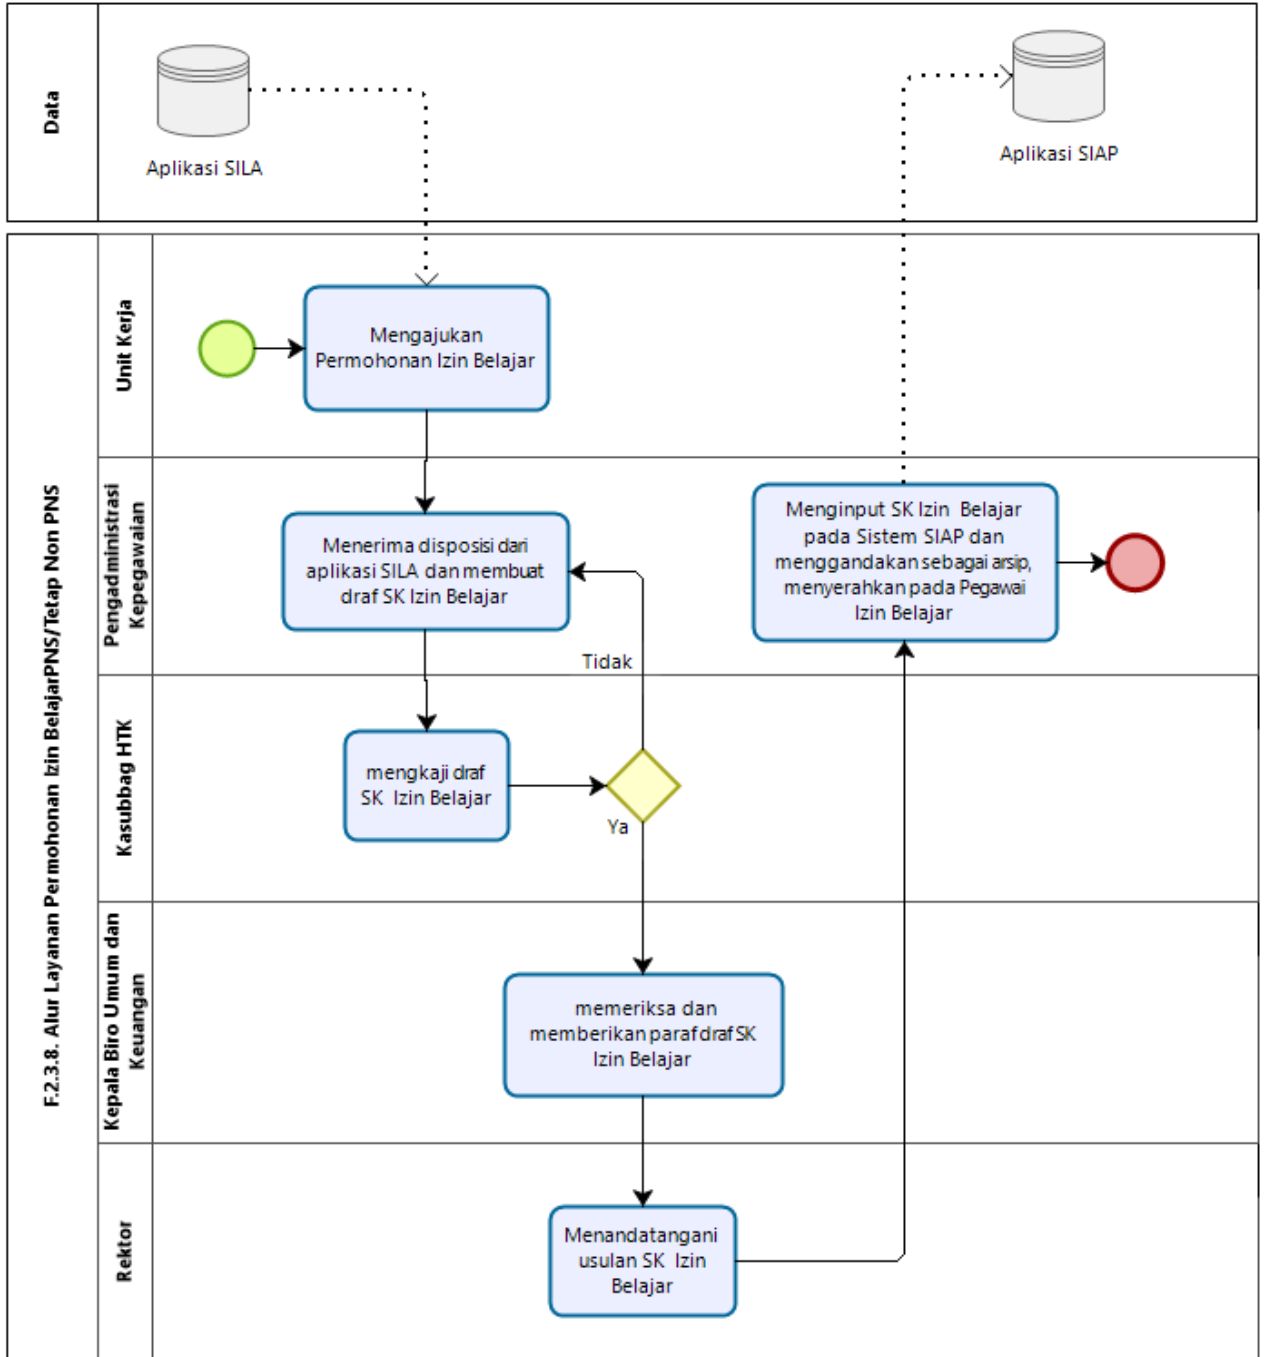 Data
Aplikasi SILA
Aplikasi SIAP
F.2.3.8. Alur Layanan Permohonan Izin BelajarPNS/Tetap Non PNS
Unit Kerja
Mengajukan
Permohonan Izin Belajar
Pengadministrasi
Kepegawaian
Menerima disposisi dari
aplikasi SILA dan membuat
draf SK Izin Belajar
Menginput SK Izin Belajar
pada Sistem SIAP dan
menggandakan sebagai arsip,
menyerahkan pada Pegawai
Izin Belajar
Tidak
Kasubbag HTK
mengkaji draf
SK Izin Belajar
Ya
Kepala Biro Umum dan
Keuangan
memeriksa dan
memberikan paraf draf SK
Izin Belajar
Rektor
Menandatangani
usulan SK Izin
Belajar